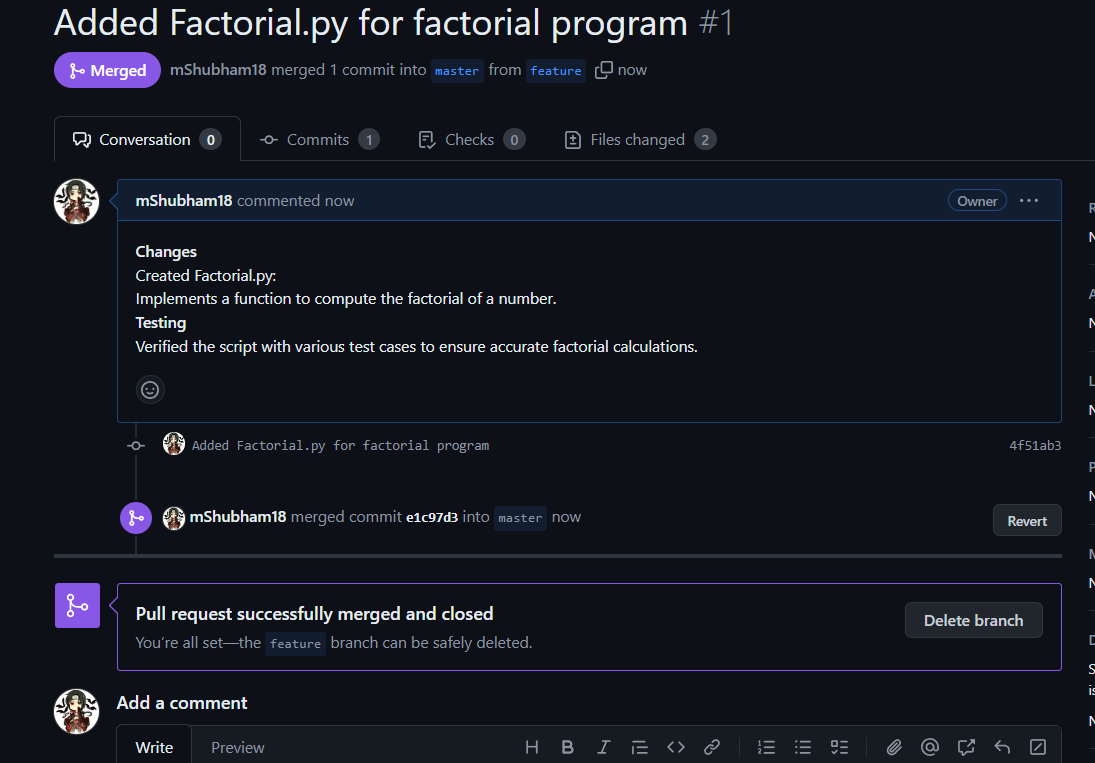 Added Factorial.py for factorial program #1
Merged mShubham18 merged 1 commit into master from feature now
Conversation 0 Commits 1 Checks 0 Files changed 2
mShubham18 commented now Owner
Changes
Created Factorial.py:
Implements a function to compute the factorial of a number.
Testing
Verified the script with various test cases to ensure accurate factorial calculations.
Added Factorial.py for factorial program 4f51ab3
mShubham18 merged commit e1c97d3 into master now Revert
Pull request successfully merged and closed
You're all set—the feature branch can be safely deleted.
Delete branch
Add a comment
Write Preview